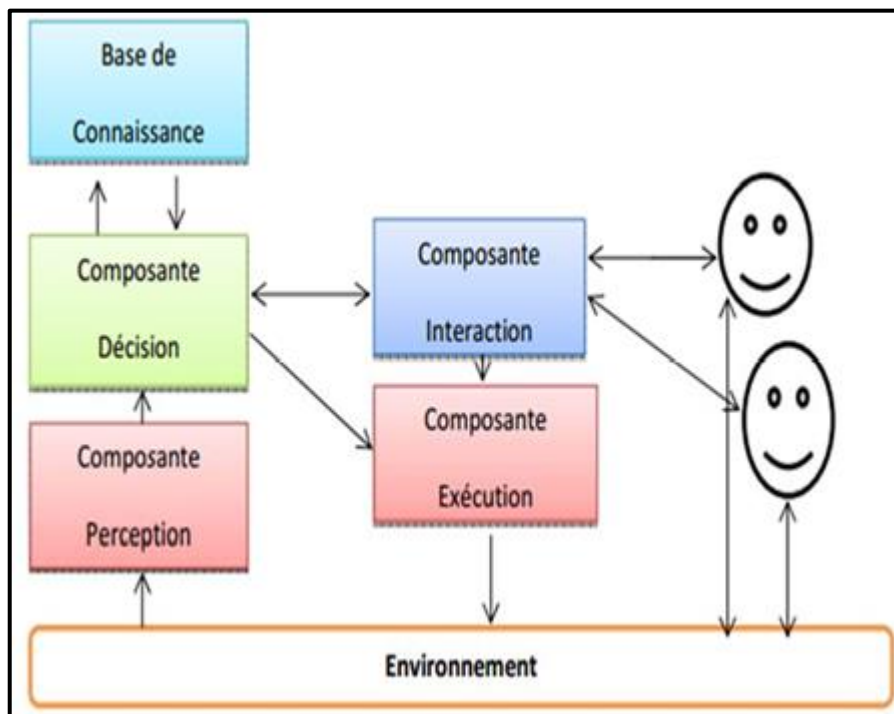 Base de
Connaissance
Composante
Décision
Composante
Interaction
Composante
Perception
Composante
Exécution
Environnement